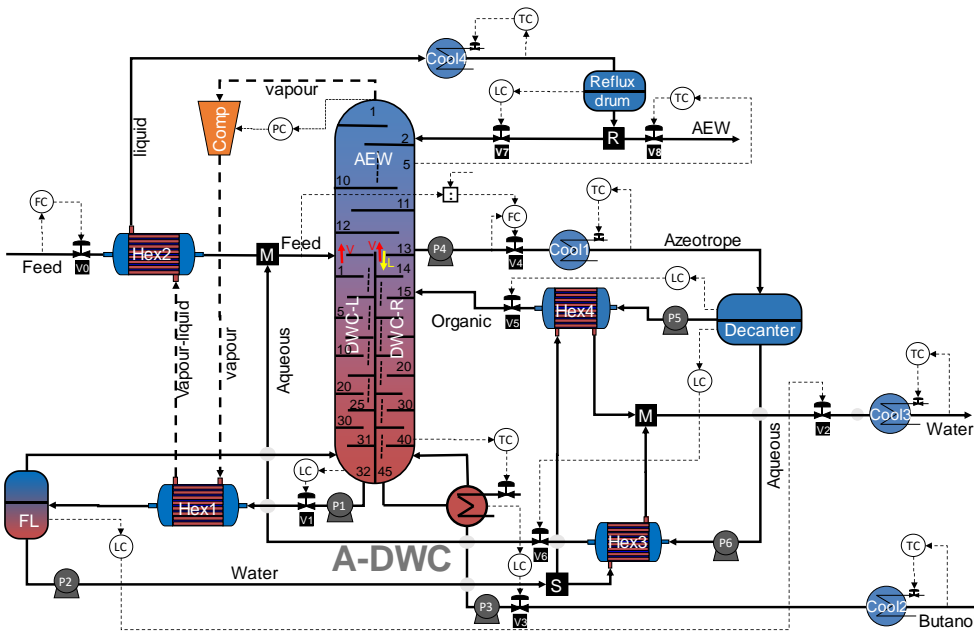 TC
Cool4
vapour
Reflux
drum
LC
TC
1
Comp
PC
2
R
AEW
AEW
V7
V8
5
liquid
10
:
TC
FC
11
FC
12
V
V
Feed
13
P4
Azeotrope
Feed
V0
Hex2
M
L
V4
Cool1
1
14
LC
15
Organic
V5
Hex4
P5
Decanter
DWC-L
DWC-R
5
Vapour-liquid
vapour
Aqueous
10
20
LC
TC
20
25
30
M
Cool3
30
V2
Water
31
40
TC
Aqueous
LC
32
45
FL
Hex1
V1
P1
LC
V6
Hex3
P6
TC
A-DWC
LC
P2
Water
S
P3
V3
Cool2
Butano